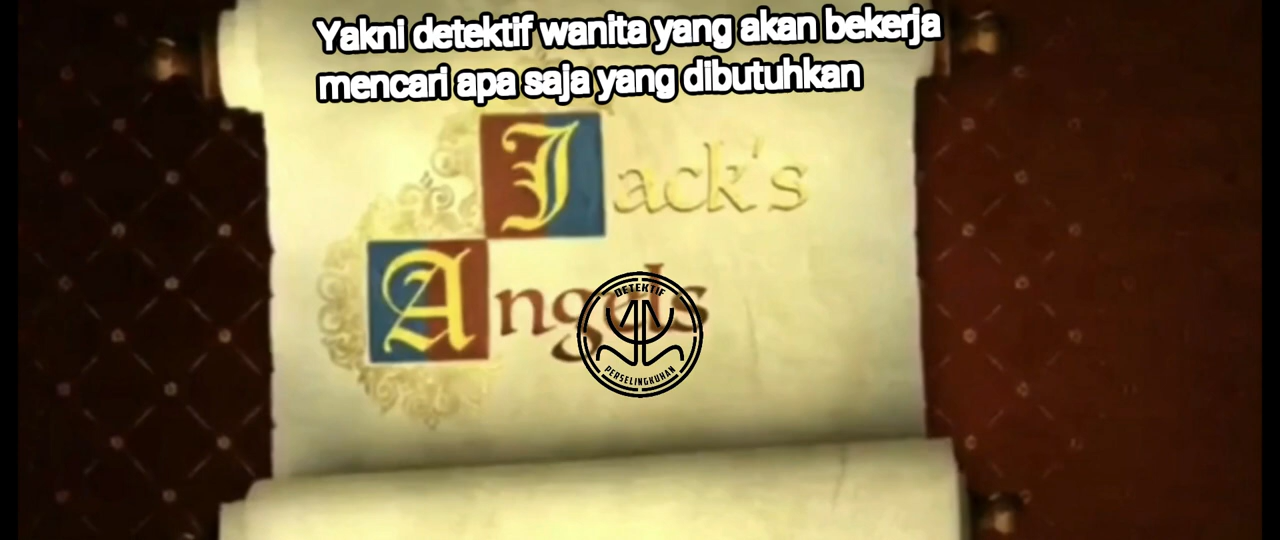 Yakni detektif wanita yang akan bekerja
mencari apa saja yang dibutuhkan
Jack's
Angels
DETEKTIF
PERSELINGKUHAN